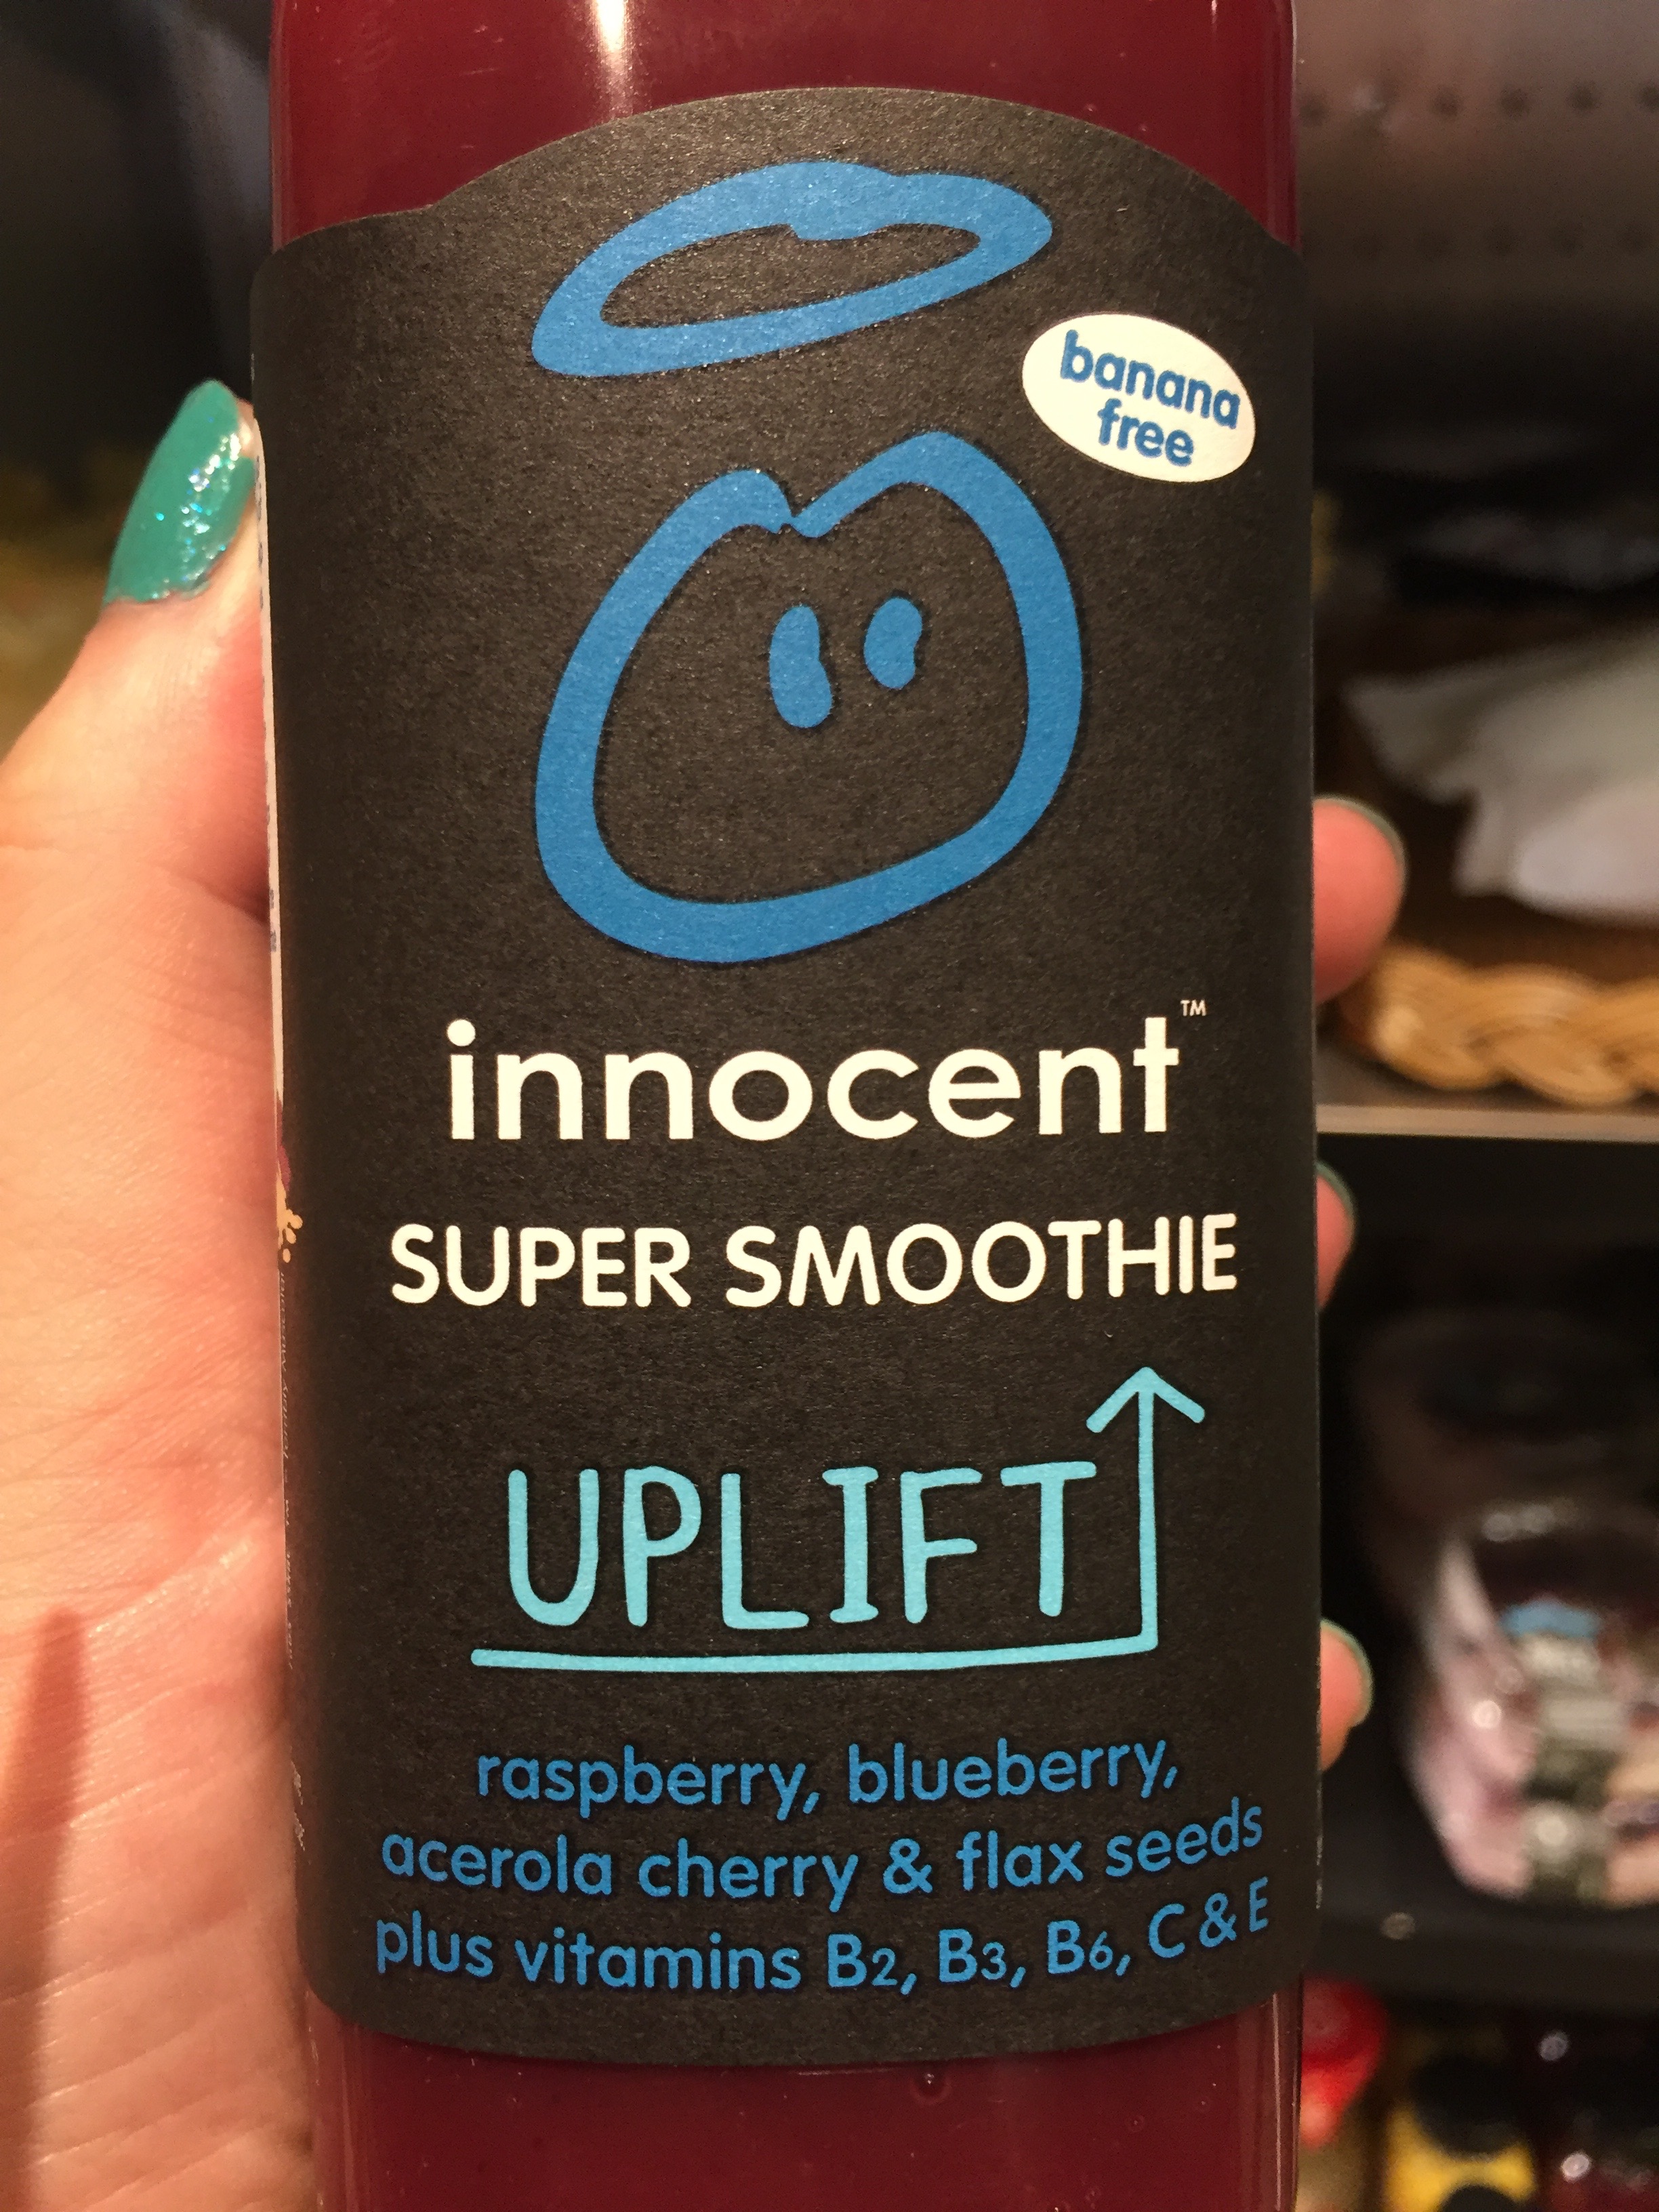 banana
free
innocent™
SUPER SMOOTHIE
UPLIFT
raspberry, blueberry,
acerola cherry & flax seeds
plus vitamins B2, B3, B6, C & E